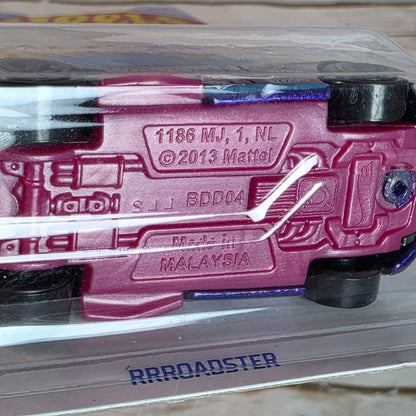 1186 MJ, 1, NL
© 2013 Mattel
BDD04
Made in
MALAYSIA
RRROADSTER